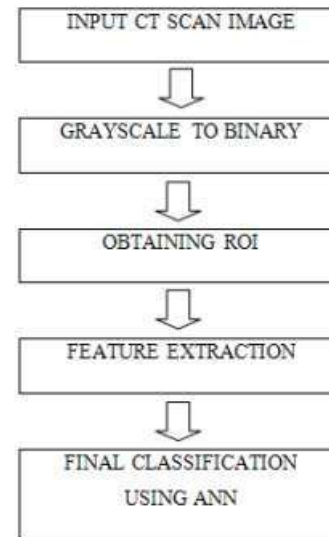 INPUT CT SCAN IMAGE
GRAYSCALE TO BINARY
OBTAINING ROI
FEATURE EXTRACTION
FINAL CLASSIFICATION
USING ANN